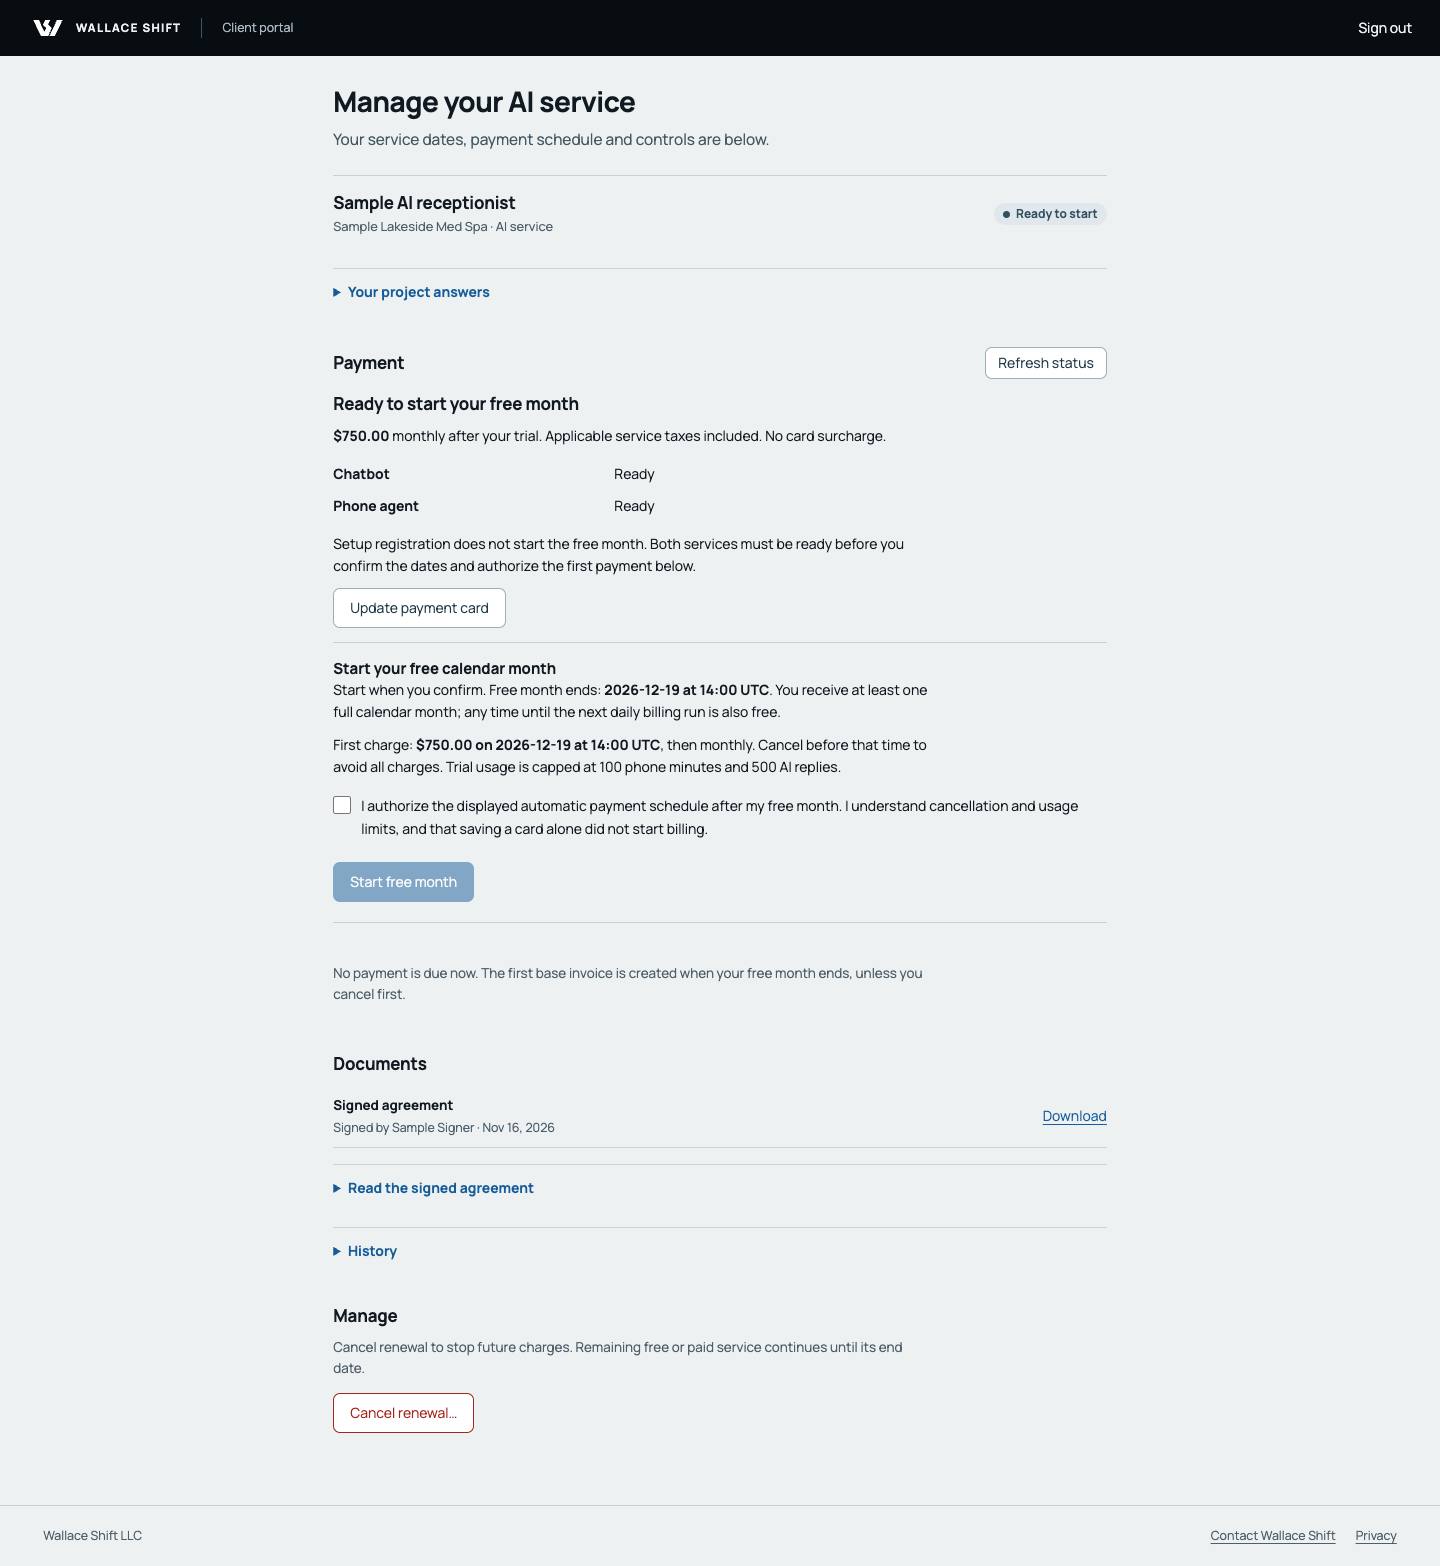 WALLACE SHIFT
Client portal
Sign out
Manage your AI service
Your service dates, payment schedule and controls are below.
Sample AI receptionist
Sample Lakeside Med Spa · AI service
Ready to start
Your project answers
Payment
Refresh status
Ready to start your free month
$750.00 monthly after your trial. Applicable service taxes included. No card surcharge.
Chatbot
Ready
Phone agent
Ready
Setup registration does not start the free month. Both services must be ready before you
confirm the dates and authorize the first payment below.
Update payment card
Start your free calendar month
Start when you confirm. Free month ends: 2026-12-19 at 14:00 UTC. You receive at least one
full calendar month; any time until the next daily billing run is also free.
First charge: $750.00 on 2026-12-19 at 14:00 UTC, then monthly. Cancel before that time to
avoid all charges. Trial usage is capped at 100 phone minutes and 500 AI replies.
I authorize the displayed automatic payment schedule after my free month. I understand cancellation and usage
limits, and that saving a card alone did not start billing.
Start free month
No payment is due now. The first base invoice is created when your free month ends, unless you
cancel first.
Documents
Signed agreement
Signed by Sample Signer · Nov 16, 2026
Download
Read the signed agreement
History
Manage
Cancel renewal to stop future charges. Remaining free or paid service continues until its end
date.
Cancel renewal…
Wallace Shift LLC
Contact Wallace Shift
Privacy